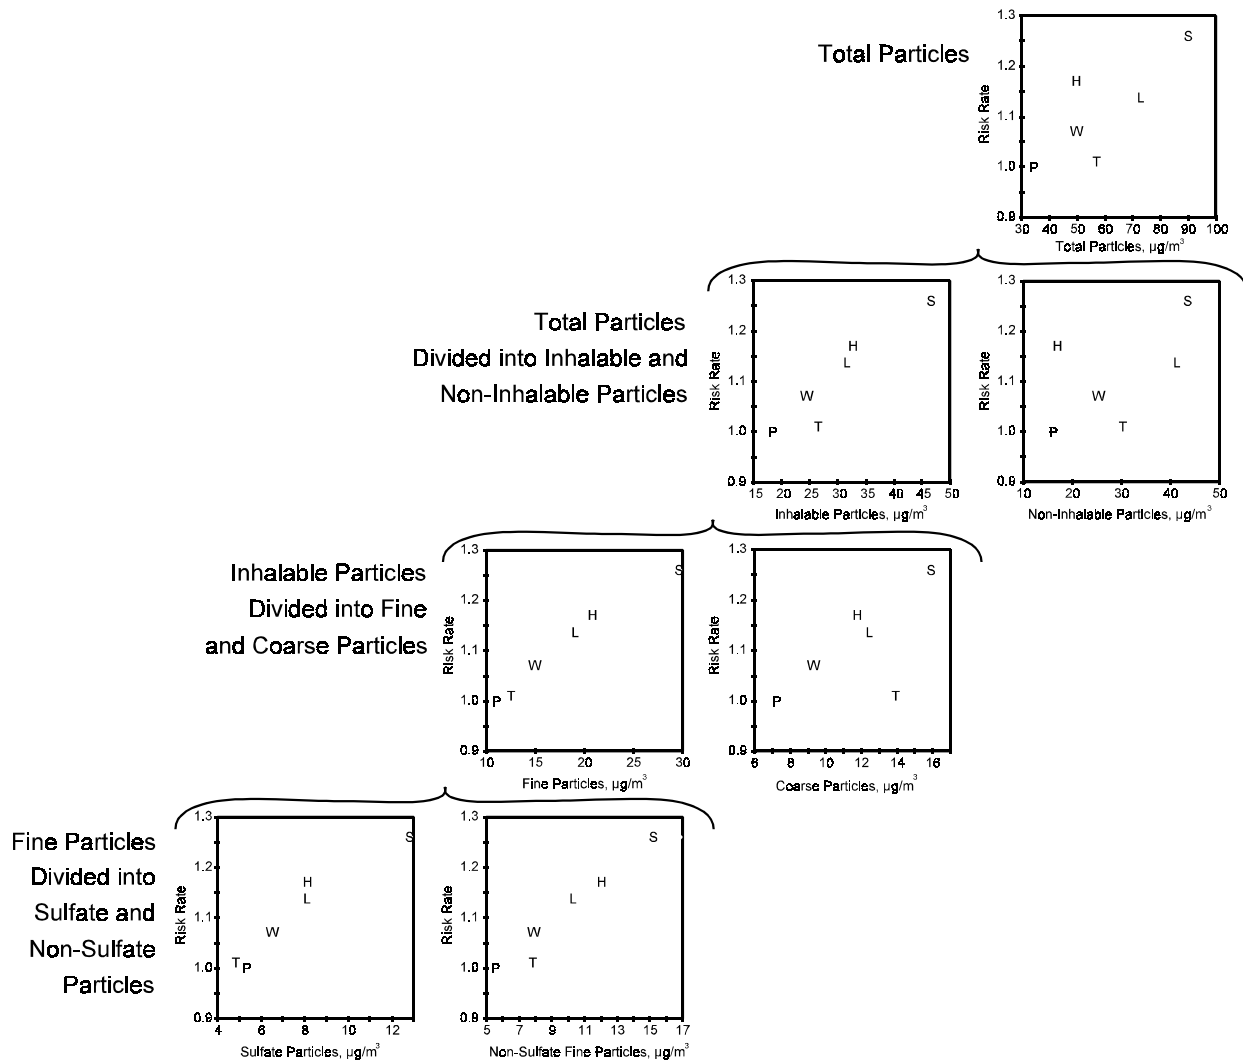 Total Particles
Risk Rate
1.3
1.2
1.1
1.0
0.9
S
H
L
W
T
P
30 40 50 60 70 80 90 100
Total Particles, µg/m³
Total Particles
Divided into Inhalable and
Non-Inhalable Particles
Risk Rate
1.3
1.2
1.1
1.0
0.9
S
H
L
W
T
P
15 20 25 30 35 40 45 50
Inhalable Particles, µg/m³
Risk Rate
1.3
1.2
1.1
1.0
0.9
S
H
L
W
T
P
10 20 30 40 50
Non-Inhalable Particles, µg/m³
Inhalable Particles
Divided into Fine
and Coarse Particles
Risk Rate
1.3
1.2
1.1
1.0
0.9
S
H
L
W
T
P
10 15 20 25 30
Fine Particles, µg/m³
Risk Rate
1.3
1.2
1.1
1.0
0.9
S
H
L
W
T
P
6 8 10 12 14 16
Coarse Particles, µg/m³
Fine Particles
Divided into
Sulfate and
Non-Sulfate
Particles
Risk Rate
1.3
1.2
1.1
1.0
0.9
S
H
L
W
T P
4 6 8 10 12
Sulfate Particles, µg/m³
Risk Rate
1.3
1.2
1.1
1.0
0.9
S
H
L
W
T
P
5 7 9 11 13 15 17
Non-Sulfate Fine Particles, µg/m³